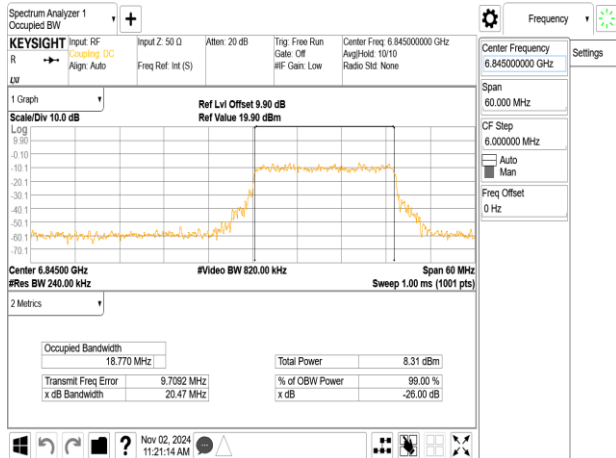 Spectrum Analyzer 1
Occupied BW
Frequency
KEYSIGHT
R
LXI
Input: RF
Coupling: DC
Align: Auto
Input Z: 50 Ω
Freq Ref: Int (S)
Atten: 20 dB
Trig: Free Run
Gate: Off
#IF Gain: Low
Center Freq: 6.845000000 GHz
Avg|Hold: 10/10
Radio Std: None
Center Frequency
6.845000000 GHz
Settings
Span
60.000 MHz
CF Step
6.000000 MHz
Auto
Man
Freq Offset
0 Hz
1 Graph
Scale/Div 10.0 dB
Ref Lvl Offset 9.90 dB
Ref Value 19.90 dBm
Log
9.90
-0.10
-10.1
-20.1
-30.1
-40.1
-50.1
-60.1
-70.1
Center 6.84500 GHz
#Res BW 240.00 kHz
#Video BW 820.00 kHz
Span 60 MHz
Sweep 1.00 ms (1001 pts)
2 Metrics
Occupied Bandwidth
18.770 MHz
Transmit Freq Error 9.7092 MHz
x dB Bandwidth 20.47 MHz
Total Power 8.31 dBm
% of OBW Power 99.00 %
x dB -26.00 dB
?
Nov 02, 2024
11:21:14 AM